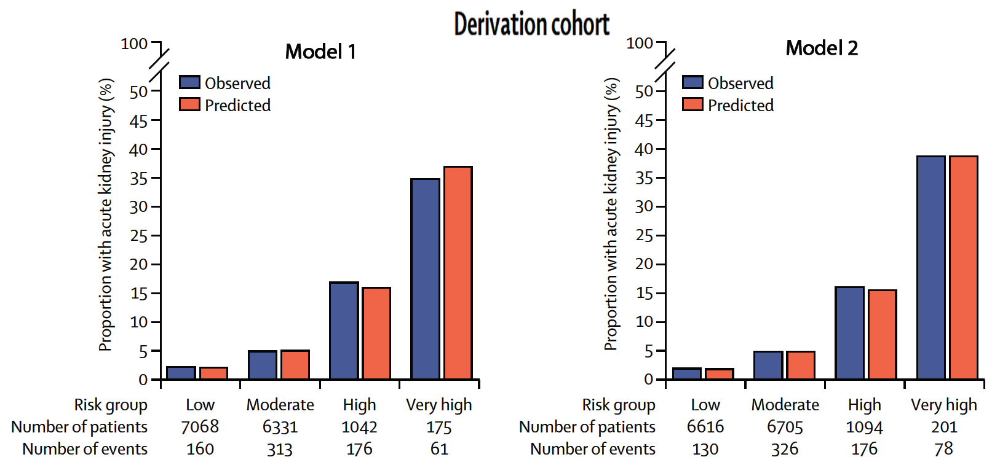 Derivation cohort
Model 1
Proportion with acute kidney injury (%)
100
50
45
40
35
30
25
20
15
10
5
0
Observed
Predicted
Risk group Low Moderate High Very high
Number of patients 7068 6331 1042 175
Number of events 160 313 176 61
Model 2
Proportion with acute kidney injury (%)
100
50
45
40
35
30
25
20
15
10
5
0
Observed
Predicted
Risk group Low Moderate High Very high
Number of patients 6616 6705 1094 201
Number of events 130 326 176 78